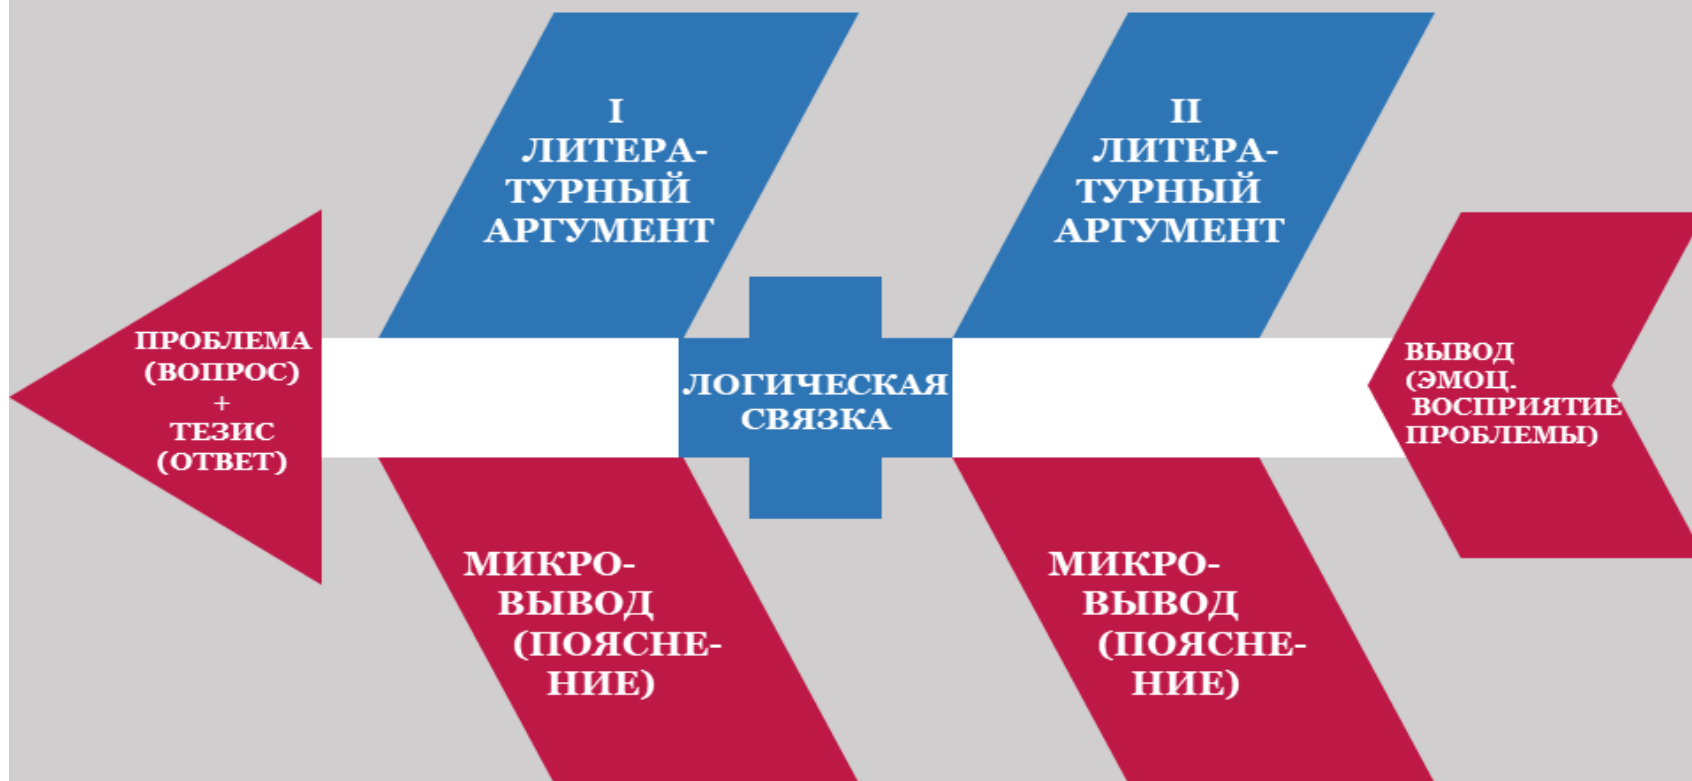 ПРОБЛЕМА
(ВОПРОС)
+
ТЕЗИС
(ОТВЕТ)
I
ЛИТЕРА-
ТУРНЫЙ
АРГУМЕНТ
МИКРО-
ВЫВОД
(ПОЯСНЕ-
НИЕ)
ЛОГИЧЕСКАЯ
СВЯЗКА
II
ЛИТЕРА-
ТУРНЫЙ
АРГУМЕНТ
МИКРО-
ВЫВОД
(ПОЯСНЕ-
НИЕ)
ВЫВОД
(ЭМОЦ.
ВОСПРИЯТИЕ
ПРОБЛЕМЫ)